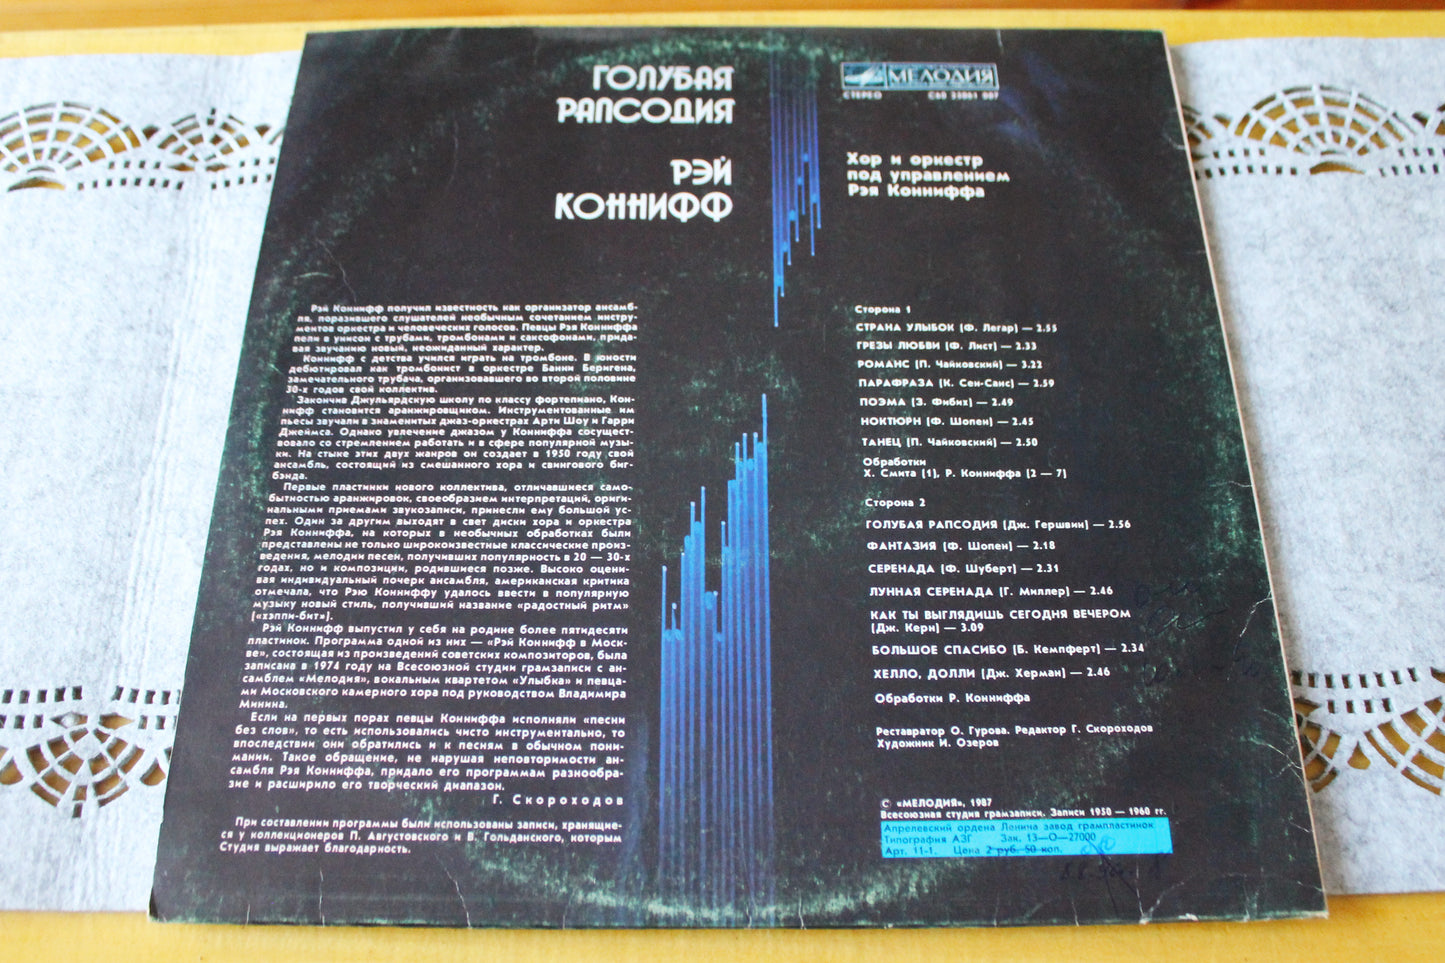 ГОЛУБАЯ
РАПСОДИЯ
РЭЙ
КОННИФФ
МЕЛОДИЯ
СТЕРЕО С60 25061 007
Хор и оркестр
под управлением
Рэя Конниффа
Рэй Коннифф получил известность как организатор ансамб-
ля, поразившего слушателей необычным сочетанием инстру-
ментов оркестра и человеческих голосов. Певцы Рэя Конниффа
пели в унисон с трубами, тромбонами и саксофонами, прида-
вая звучанию новый, неожиданный характер.
Коннифф с детства учился играть на тромбоне. В юности
дебютировал как тромбонист в оркестре Банни Беригена,
замечательного трубача, организовавшего во второй половине
30-х годов свой коллектив.
Закончив Джульярдскую школу по классу фортепиано, Кон-
нифф становится аранжировщиком. Инструментованные им
пьесы звучали в знаменитых джаз-оркестрах Арти Шоу и Гарри
Джеймса. Однако увлечение джазом у Конниффа сосущест-
вовало со стремлением работать и в сфере популярной музы-
ки. На стыке этих двух жанров он создает в 1950 году свой
ансамбль, состоящий из смешанного хора и свингового биг-
бэнда.
Первые пластинки нового коллектива, отличавшиеся само-
бытностью аранжировок, своеобразием интерпретаций, ориги-
нальными приемами звукозаписи, принесли ему большой ус-
пех. Один за другим выходят в свет диски хора и оркестра
Рэя Конниффа, на которых в необычных обработках были
представлены не только широкоизвестные классические произ-
ведения, мелодии песен, получивших популярность в 20 — 30-х
годах, но и композиции, родившиеся позже. Высоко оцени-
вая индивидуальный почерк ансамбля, американская критика
отмечала, что Рэю Конниффу удалось ввести в популярную
музыку новый стиль, получивший название «радостный ритм»
(«хэппи-бит»).
Рэй Коннифф выпустил у себя на родине более пятидесяти
пластинок. Программа одной из них — «Рэй Коннифф в Моск-
ве», состоящая из произведений советских композиторов, была
записана в 1974 году на Всесоюзной студии грамзаписи с ан-
самблем «Мелодия», вокальным квартетом «Улыбка» и певца-
ми Московского камерного хора под руководством Владимира
Минина.
Если на первых порах певцы Конниффа исполняли «песни
без слов», то есть использовались чисто инструментально, то
впоследствии они обратились и к песням в обычном пони-
мании. Такое обращение, не нарушая неповторимости ан-
самбля Рэя Конниффа, придало его программам разнообра-
зие и расширило его творческий диапазон.
Г. Скороходов
При составлении программы были использованы записи, хранящие-
ся у коллекционеров П. Августовского и В. Гольданского, которым
Студия выражает благодарность.
Сторона 1
СТРАНА УЛЫБОК (Ф. Легар) — 2.55
ГРЕЗЫ ЛЮБВИ (Ф. Лист) — 2.33
РОМАНС (П. Чайковский) — 3.22
ПАРАФРАЗА (К. Сен-Санс) — 2.59
ПОЭМА (З. Фибих) — 2.49
НОКТЮРН (Ф. Шопен) — 2.45
ТАНЕЦ (П. Чайковский) — 2.50
Обработки
Х. Смита (1), Р. Конниффа (2 — 7)
Сторона 2
ГОЛУБАЯ РАПСОДИЯ (Дж. Гершвин) — 2.56
ФАНТАЗИЯ (Ф. Шопен) — 2.18
СЕРЕНАДА (Ф. Шуберт) — 2.31
ЛУННАЯ СЕРЕНАДА (Г. Миллер) — 2.46
КАК ТЫ ВЫГЛЯДИШЬ СЕГОДНЯ ВЕЧЕРОМ
(Дж. Керн) — 3.09
БОЛЬШОЕ СПАСИБО (Б. Кемпферт) — 2.34
ХЕЛЛО, ДОЛЛИ (Дж. Херман) — 2.46
Обработки Р. Конниффа
Реставратор О. Гурова. Редактор Г. Скороходов
Художник И. Озеров
С «МЕЛОДИЯ», 1987
Всесоюзная студия грамзаписи. Записи 1950 — 1960 гг.
Апрелевский ордена Ленина завод грампластинок
Типография АЗГ Зак. 13—О—27000
Арт. 11-1. Цена 2 руб. 50 коп.